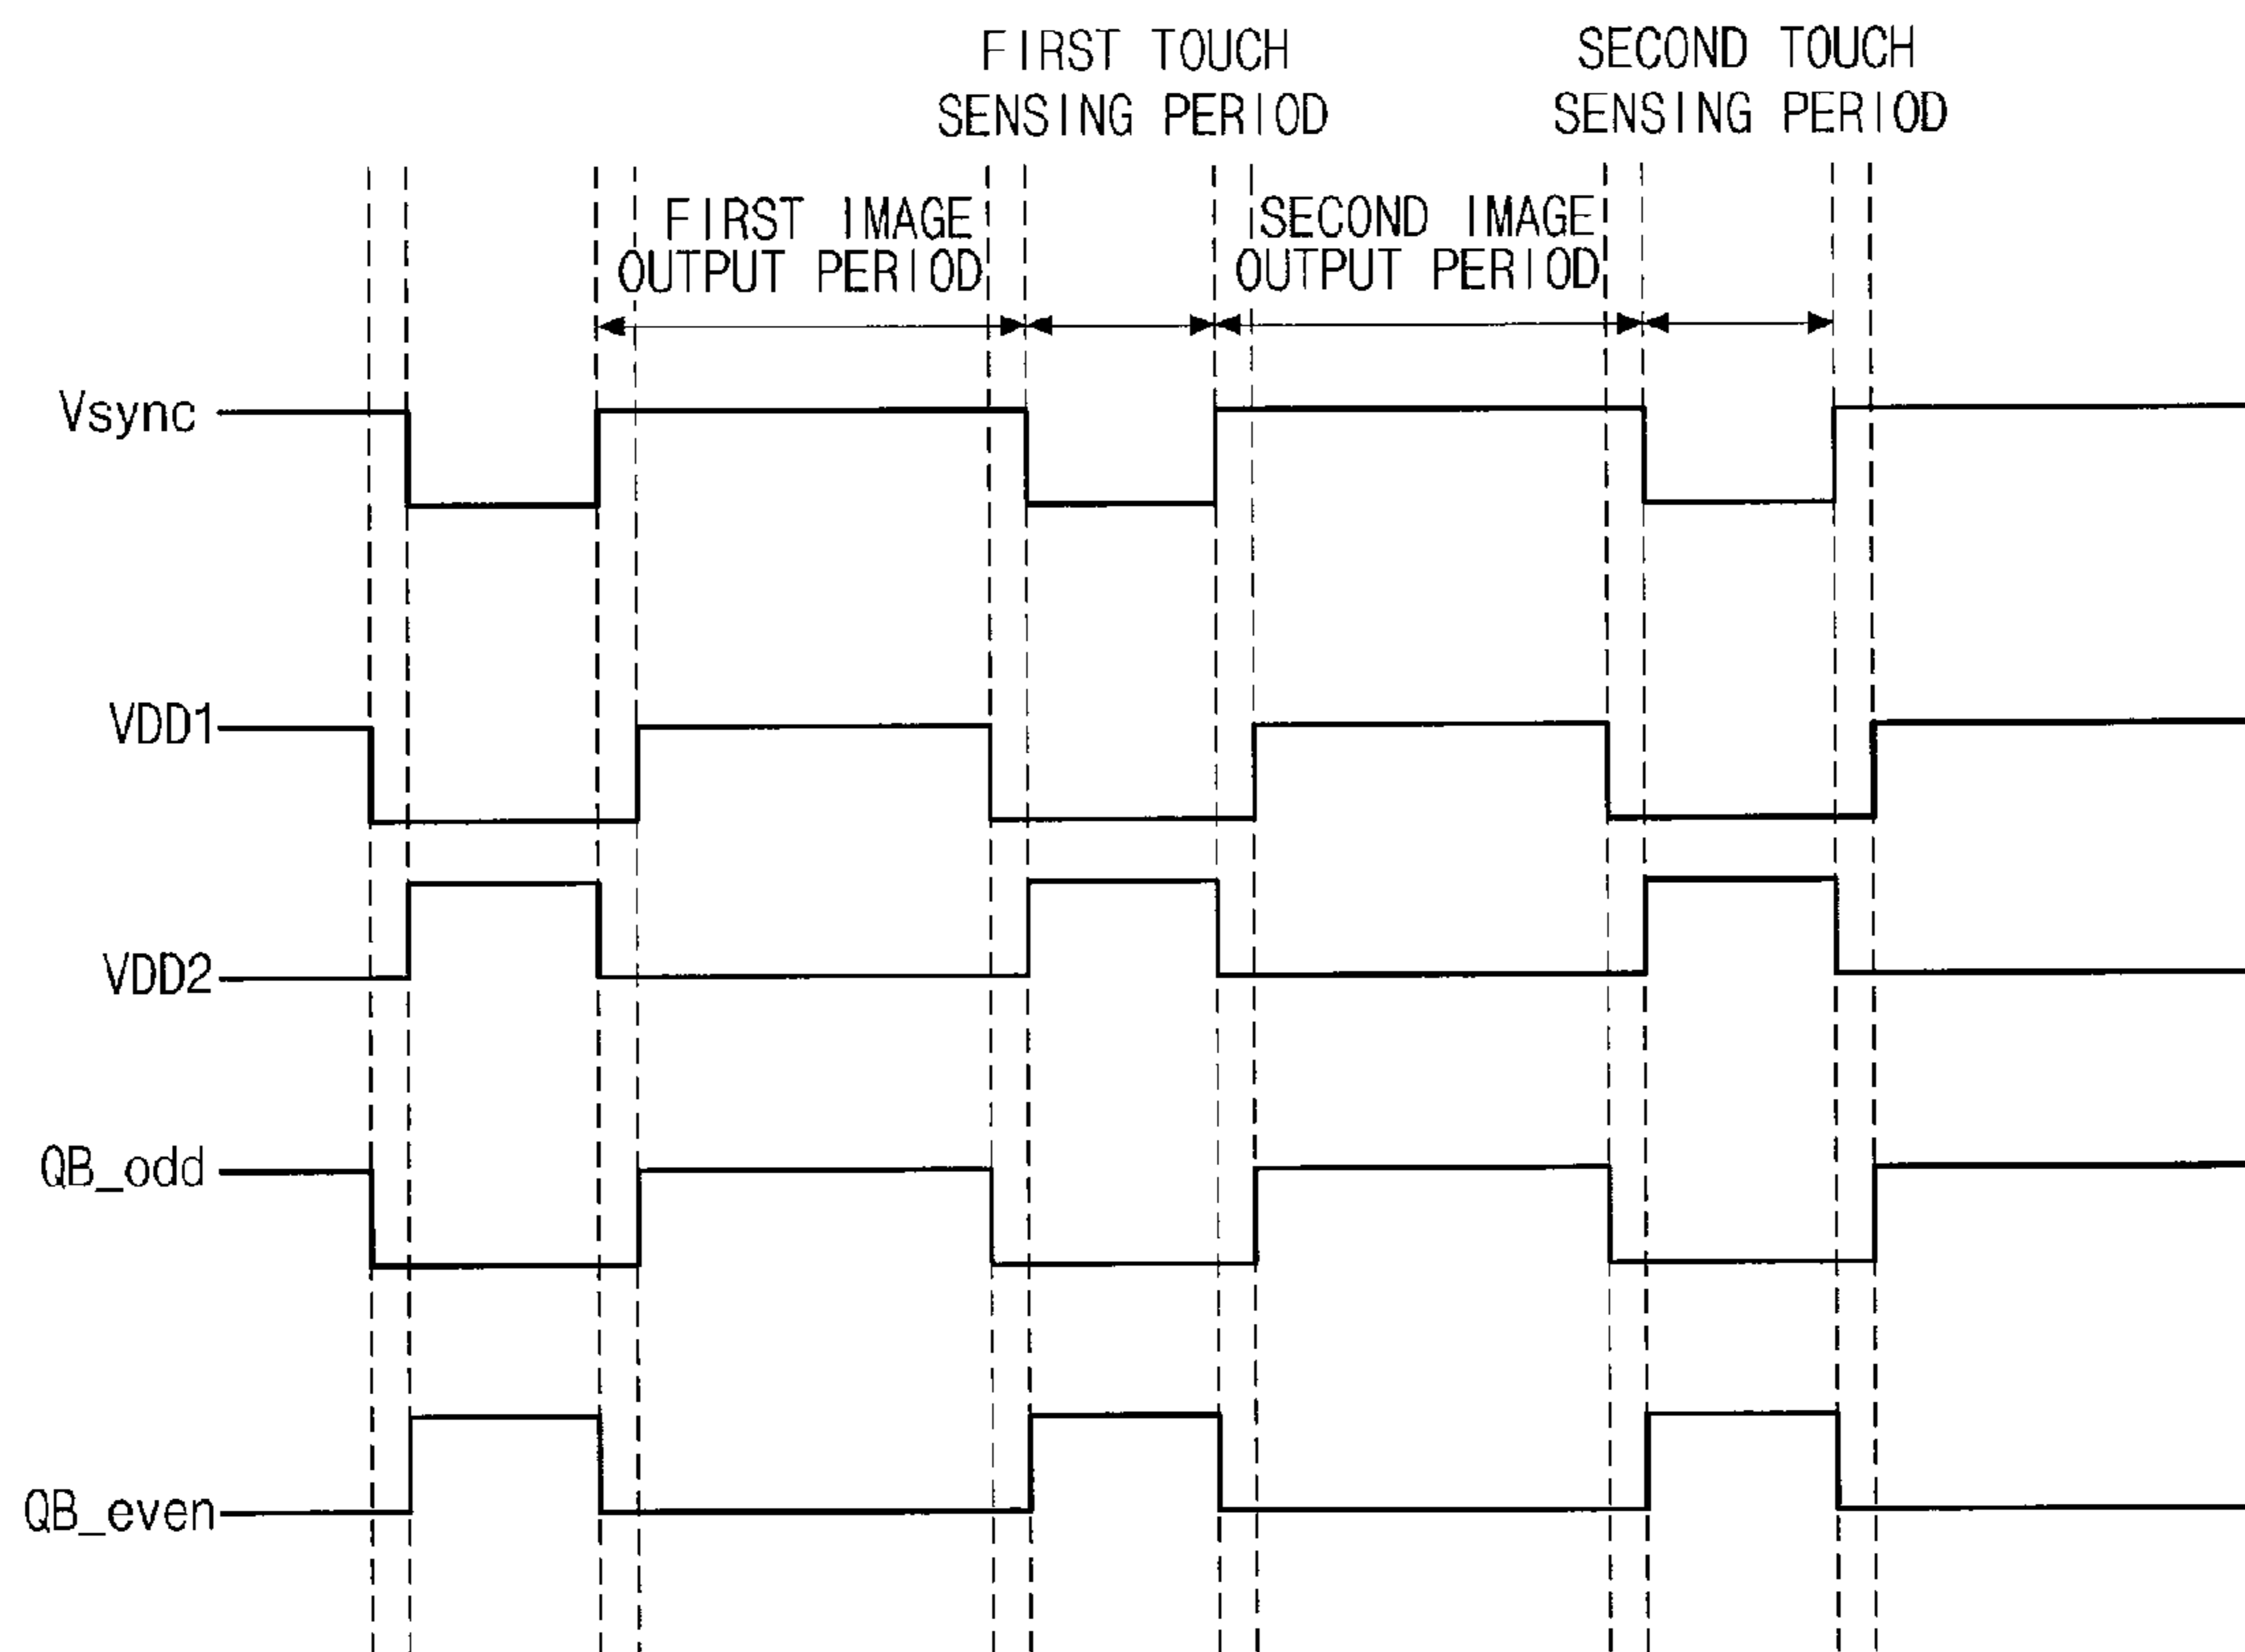 FIRST TOUCH
SENSING PERIOD
SECOND TOUCH
SENSING PERIOD
FIRST IMAGE
OUTPUT PERIOD
SECOND IMAGE
OUTPUT PERIOD
Vsync
VDD1
VDD2
QB_odd
QB_even